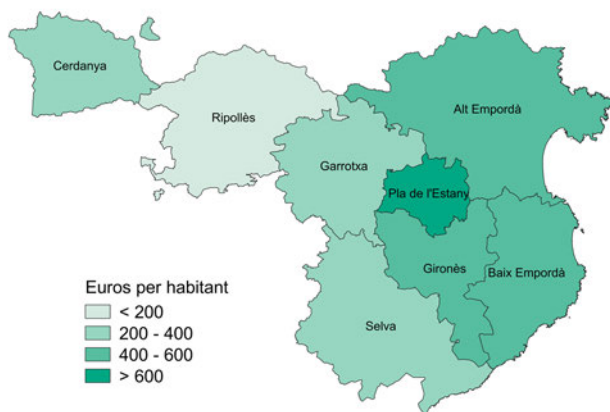 Cerdanya
Ripollès
Alt Empordà
Garrotxa
Pla de l'Estany
Gironès
Baix Empordà
Selva
Euros per habitant
< 200
200 - 400
400 - 600
> 600